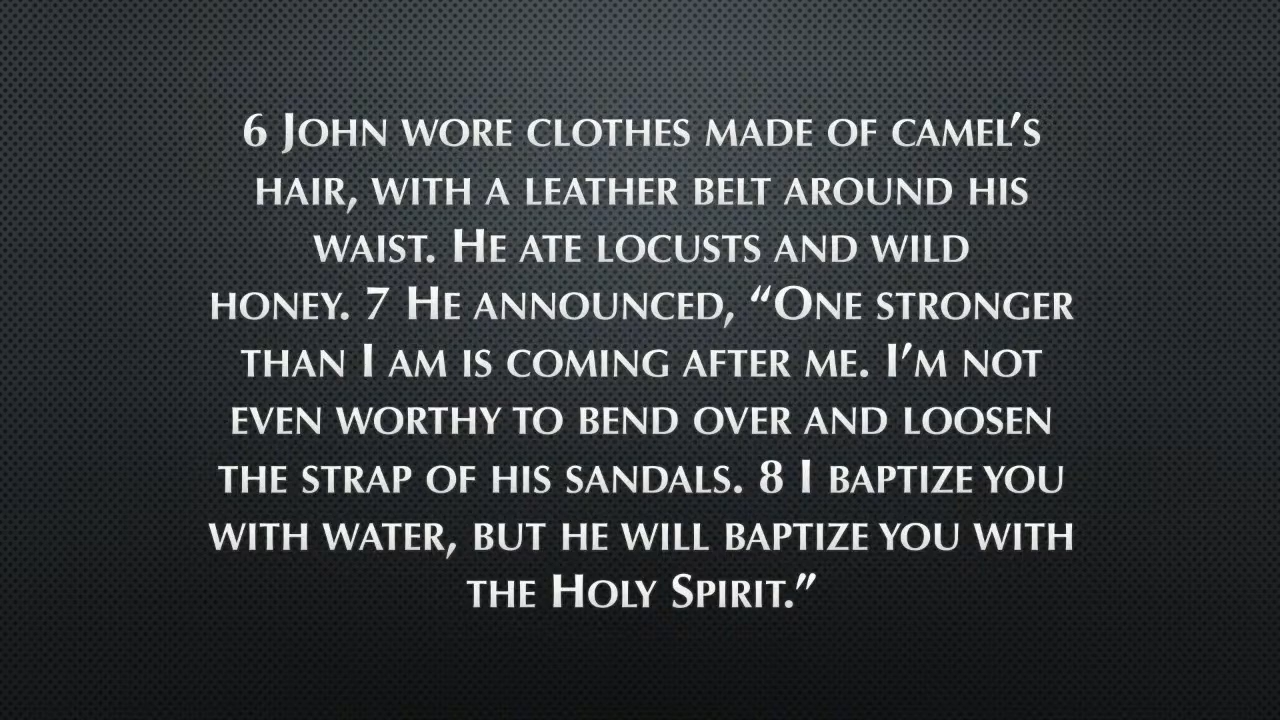 6 John wore clothes made of camel’s
hair, with a leather belt around his
waist. He ate locusts and wild
honey. 7 He announced, “One stronger
than I am is coming after me. I’m not
even worthy to bend over and loosen
the strap of his sandals. 8 I baptize you
with water, but he will baptize you with
the Holy Spirit.”